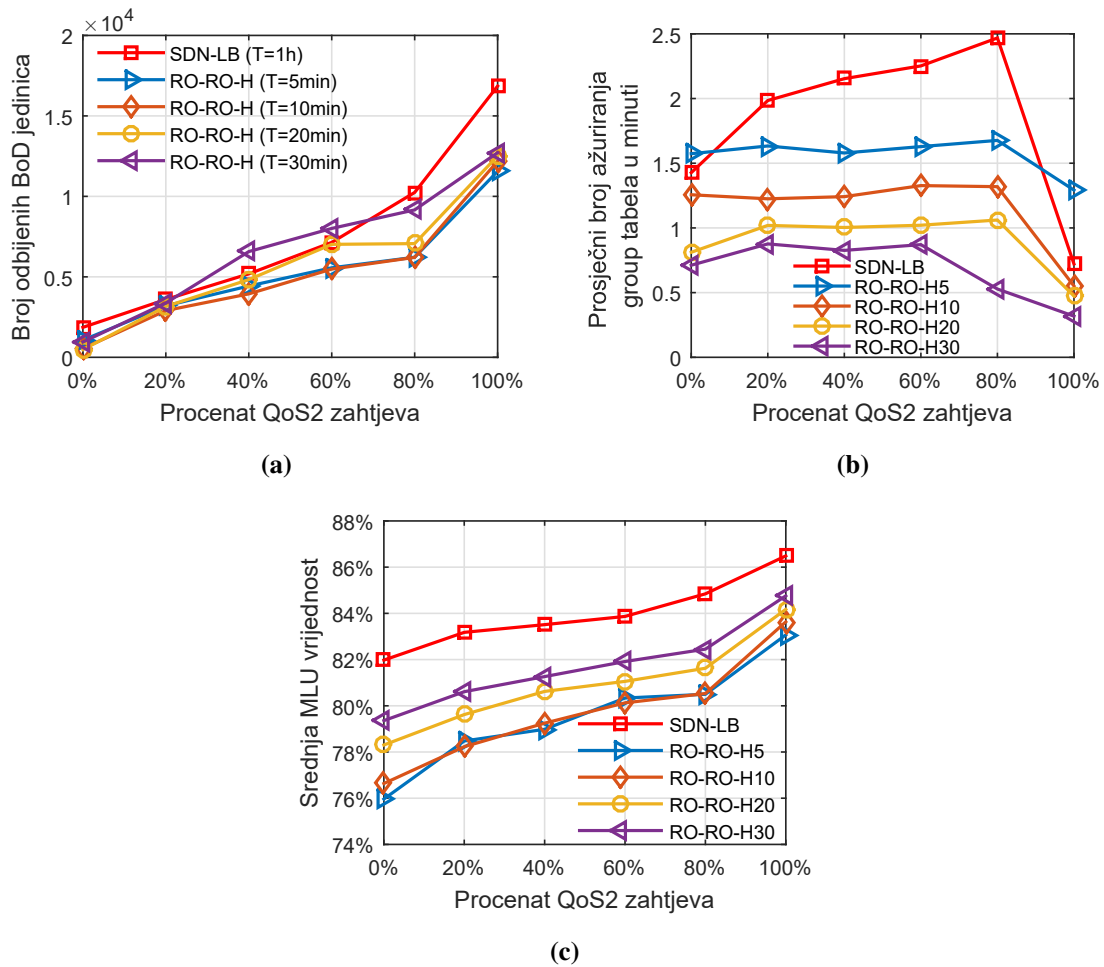 ×10⁴
2
1.5
1
0.5
0
Broj odbijenih BoD jedinica
SDN-LB (T=1h)
RO-RO-H (T=5min)
RO-RO-H (T=10min)
RO-RO-H (T=20min)
RO-RO-H (T=30min)
0% 20% 40% 60% 80% 100%
Procenat QoS2 zahtjeva
(a)
2.5
2
1.5
1
0.5
0
Prosječni broj ažuriranja
group tabela u minuti
SDN-LB
RO-RO-H5
RO-RO-H10
RO-RO-H20
RO-RO-H30
0% 20% 40% 60% 80% 100%
Procenat QoS2 zahtjeva
(b)
88%
86%
84%
82%
80%
78%
76%
74%
Srednja MLU vrijednost
SDN-LB
RO-RO-H5
RO-RO-H10
RO-RO-H20
RO-RO-H30
0% 20% 40% 60% 80% 100%
Procenat QoS2 zahtjeva
(c)